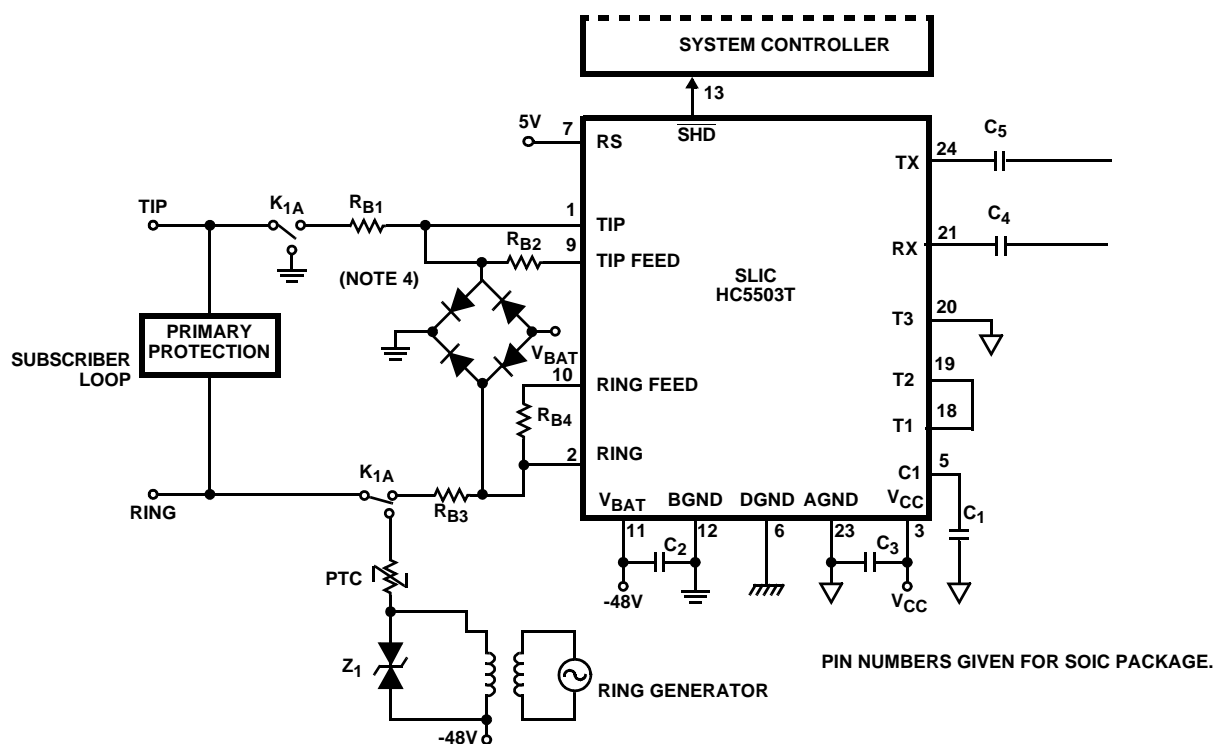 SYSTEM CONTROLLER
13
5V
7
RS
SHD
TX
24
C5
TIP
K1A
RB1
1
TIP
RB2
9
TIP FEED
(NOTE 4)
RX
21
C4
SLIC
HC5503T
PRIMARY
PROTECTION
SUBSCRIBER
LOOP
VBAT
10
RING FEED
RB4
2
RING
T3
20
T2
19
T1
18
C1
5
RING
K1A
RB3
VBAT
BGND
DGND
AGND
VCC
11
12
6
23
3
C2
C3
C1
-48V
VCC
PTC
Z1
RING GENERATOR
-48V
PIN NUMBERS GIVEN FOR SOIC PACKAGE.